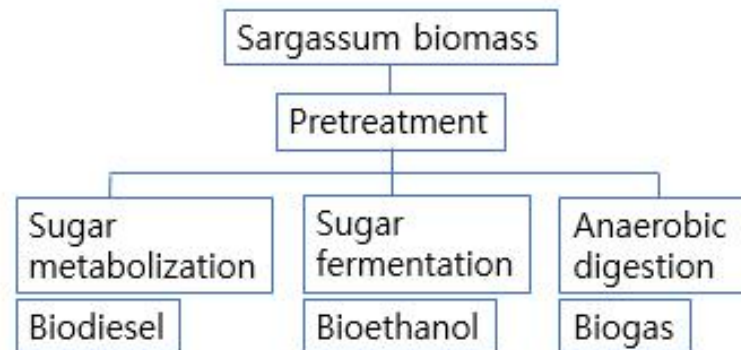 Sargassum biomass
Pretreatment
Sugar
metabolization
Sugar
fermentation
Anaerobic
digestion
Biodiesel
Bioethanol
Biogas